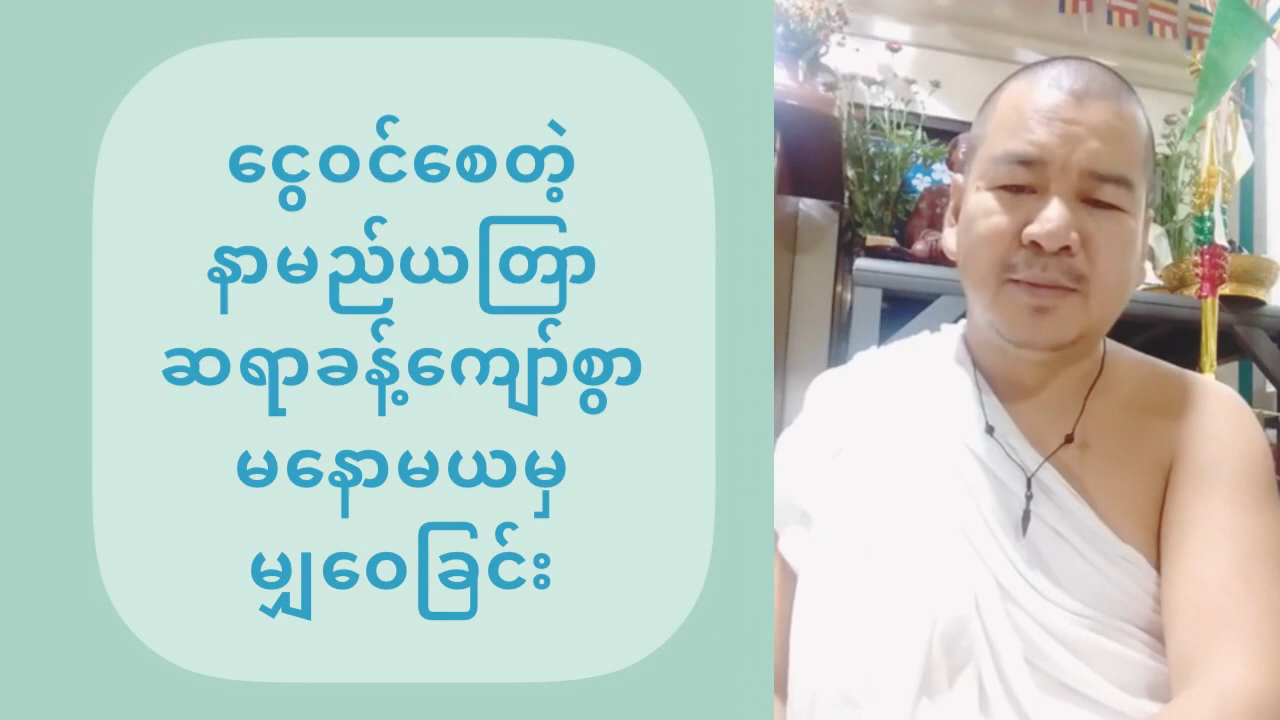 ငွေဝင်စေတဲ့
နာမည်ယတြာ
ဆရာခန့်ကျော်စွာ
မနောမယမှ
မျှဝေခြင်း